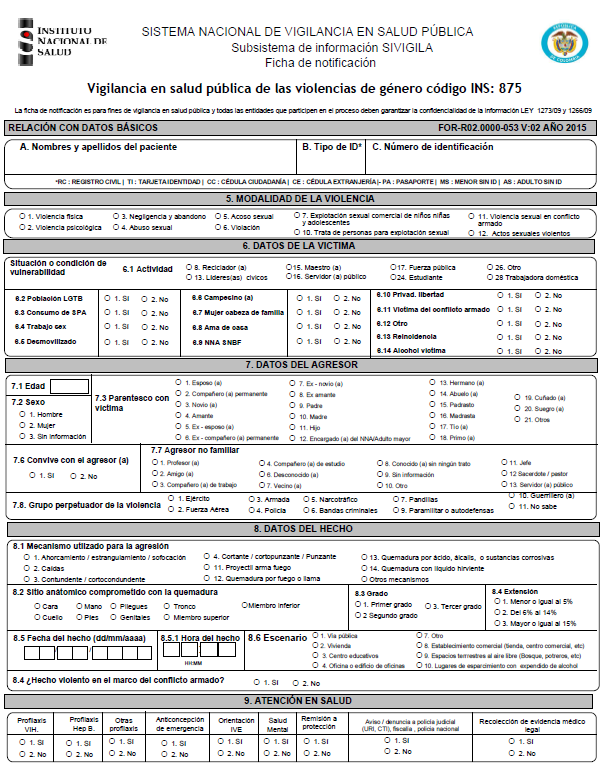 INSTITUTO
NACIONAL DE
SALUD
SISTEMA NACIONAL DE VIGILANCIA EN SALUD PÚBLICA
Subsistema de información SIVIGILA
Ficha de notificación
Vigilancia en salud pública de las violencias de género código INS: 875
La ficha de notificación es para fines de vigilancia en salud pública y todas las entidades que participen en el proceso deben garantizar la confidencialidad de la información LEY 1273/09 y 1266/09
RELACIÓN CON DATOS BÁSICOS FOR-R02.0000-053 V:02 AÑO 2015
A. Nombres y apellidos del paciente B. Tipo de ID* C. Número de identificación
*RC : REGISTRO CIVIL | TI : TARJETA IDENTIDAD | CC : CÉDULA CIUDADANÍA | CE : CÉDULA EXTRANJERÍA |- PA : PASAPORTE | MS : MENOR SIN ID | AS : ADULTO SIN ID
5. MODALIDAD DE LA VIOLENCIA
1. Violencia física 3. Negligencia y abandono 5. Acoso sexual 7. Explotación sexual comercial de niños niñas y adolescentes 11. Violencia sexual en conflicto armado
2. Violencia psicológica 4. Abuso sexual 6. Violación 10. Trata de personas para explotación sexual 12. Actos sexuales violentos
6. DATOS DE LA VICTIMA
Situación o condición de vulnerabilidad 6.1 Actividad 8. Reciclador (a) 15. Maestro (a) 17. Fuerza pública 26. Otro
13. Líderes(as) cívicos 16. Servidor (a) público 24. Estudiante 28 Trabajadora doméstica
6.2 Población LGTB 1. SI 2. No 6.6 Campesino (a) 1. SI 2. No 6.10 Privad. libertad 1. SI 2. No
6.3 Consumo de SPA 1. SI 2. No 6.7 Mujer cabeza de familia 1. SI 2. No 6.11 Víctima del conflicto armado 1. SI 2. No
6.4 Trabajo sex 1. SI 2. No 6.8 Ama de casa 1. SI 2. No 6.12 Otro 1. SI 2. No
6.5 Desmovilizado 1. SI 2. No 6.9 NNA SNBF 1. SI 2. No 6.13 Reincidencia 1. SI 2. No
6.14 Alcohol víctima 1. SI 2. No
7. DATOS DEL AGRESOR
7.1 Edad
7.2 Sexo
1. Hombre
2. Mujer
3. Sin información
7.3 Parentesco con víctima
1. Esposo (a) 7. Ex - novio (a) 13. Hermano (a) 19. Cuñado (a)
2. Compañero (a) permanente 8. Ex amante 14. Abuelo (a) 20. Suegro (a)
3. Novio (a) 9. Padre 15. Padrasto 21. Otros
4. Amante 10. Madre 16. Madrasta
5. Ex - esposo (a) 11. Hijo 17. Tío (a)
6. Ex - compañero (a) permanente 12. Encargado (a) del NNA/Adulto mayor 18. Primo (a)
7.6 Convive con el agresor (a)
1. SI 2. No
7.7 Agresor no familiar
1. Profesor (a) 4. Compañero (a) de estudio 8. Conocido (a) sin ningún trato 11. Jefe
2. Amigo (a) 6. Desconocido (a) 9. Sin información 12 Sacerdote / pastor
3. Compañero (a) de trabajo 7. Vecino (a) 10. Otro 13. Servidor (a) público
7.8. Grupo perpetuador de la violencia 1. Ejército 3. Armada 5. Narcotráfico 7. Pandillas 10. Guerrillero (a)
2. Fuerza Aérea 4. Policía 6. Bandas criminales 9. Paramilitar o autodefensas 11. No sabe
8. DATOS DEL HECHO
8.1 Mecanismo utilizado para la agresión
1. Ahorcamiento / estrangulamiento / sofocación 4. Cortante / cortopunzante / Punzante 13. Quemadura por ácido, álcalis, o sustancias corrosivas
2. Caídas 11. Proyectil arma fuego 14. Quemadura con líquido hirviente
3. Contundente / cortocondundente 12. Quemadura por fuego o llama Otros mecanismos
8.2 Sitio anátomico comprometido con la quemadura
Cara Mano Pliegues Tronco Miembro inferior
Cuello Pies Genitales Miembro superior
8.3 Grado
1. Primer grado 3. Tercer grado
2 Segundo grado
8.4 Extensión
1. Menor o igual al 5%
2. Del 6% al 14%
3. Mayor o igual al 15%
8.5 Fecha del hecho (dd/mm/aaaa) 8.5.1 Hora del hecho
HH:MM
8.6 Escenario
1. Vía pública 7. Otro
2. Vivienda 8. Establecimiento comercial (tienda, centro comercial, etc)
3. Centro educativos 9. Espacios terrestres al aire libre (Bosque, potreros, etc)
4. Oficina o edificio de oficinas 10. Lugares de esparcimiento con expendido de alcohol
8.4 ¿Hecho violento en el marco del conflicto armado? 1. SI 2. No
9. ATENCIÓN EN SALUD
Profilaxis VIH. 1. SI 2. No
Profilaxis Hep B. 1. SI 2. No
Otras profilaxis 1. SI 2. No
Anticoncepción de emergencia 1. SI 2. No
Orientación IVE 1. SI 2. No
Salud Mental 1. SI 2. No
Remisión a protección 1. SI 2. No
Aviso / denuncia a policía judicial (URI, CTI), fiscalía , policía nacional 1. SI 2. No
Recolección de evidencia médico legal 1. SI 2. No